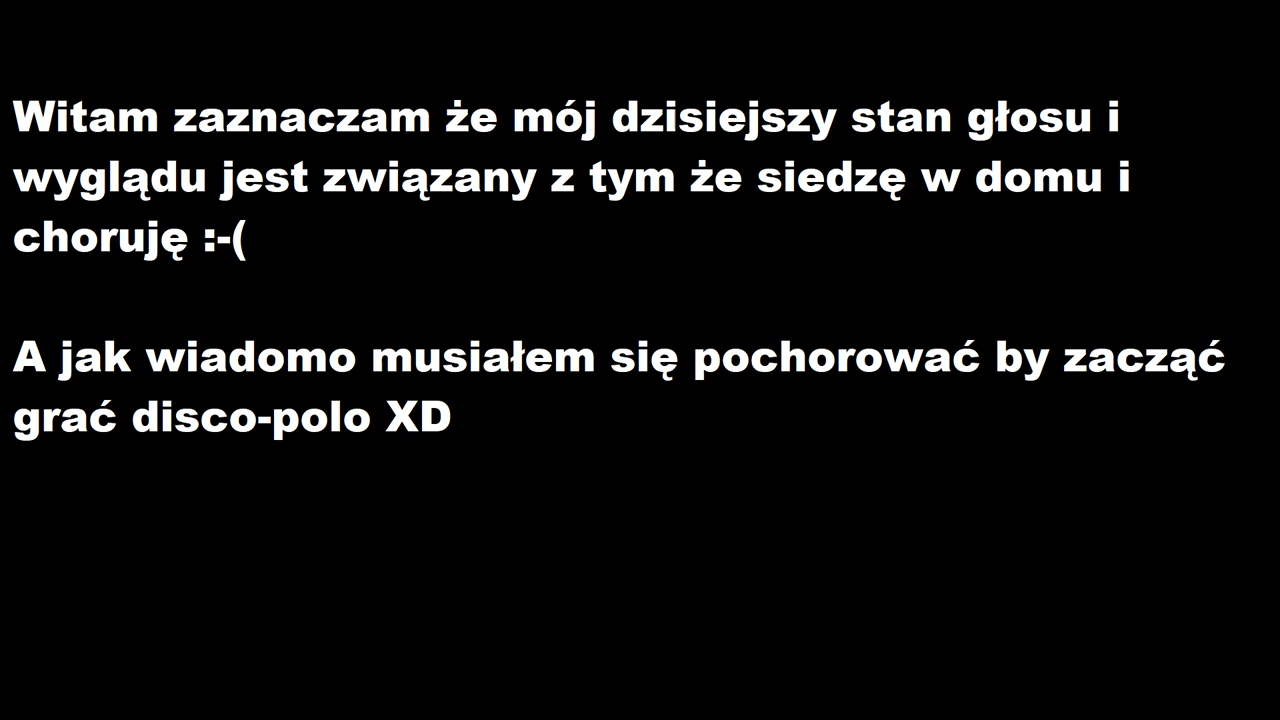 Witam zaznaczam że mój dzisiejszy stan głosu i
wyglądu jest związany z tym że siedzę w domu i
choruję :-(
A jak wiadomo musiałem się pochorować by zacząć
grać disco-polo XD